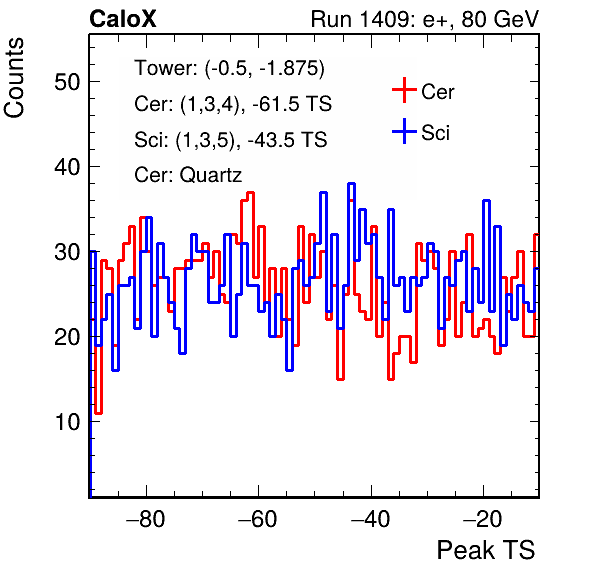 CaloX Run 1409: e+, 80 GeV
Counts
Tower: (-0.5, -1.875)
Cer: (1,3,4), -61.5 TS
Sci: (1,3,5), -43.5 TS
Cer: Quartz
Cer
Sci
50
40
30
20
10
−80 −60 −40 −20
Peak TS